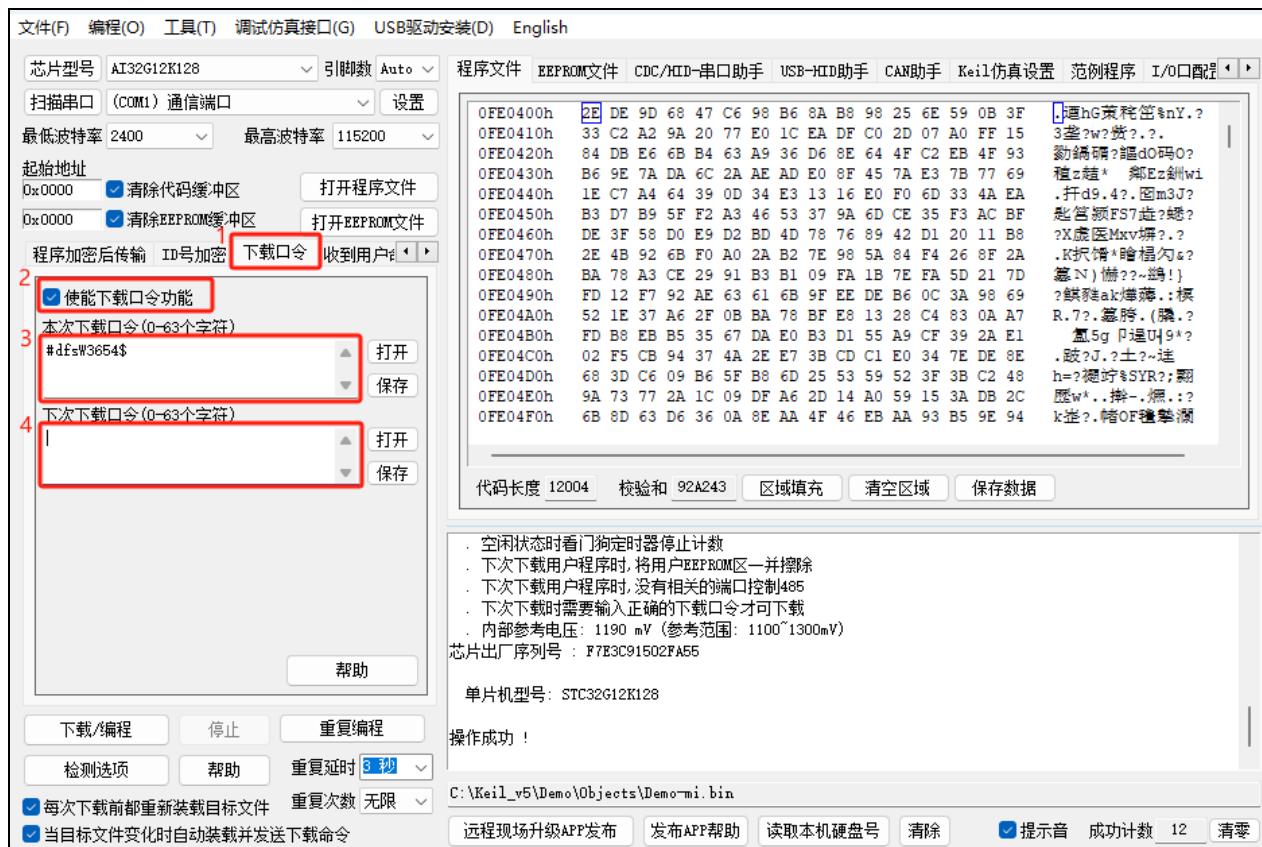 文件(F) 编程(O) 工具(T) 调试仿真接口(G) USB驱动安装(D) English
芯片型号 AI32G12K128 引脚数 Auto
扫描串口 (COM1) 通信端口 设置
最低波特率 2400 最高波特率 115200
起始地址
0x0000 清除代码缓冲区 打开程序文件
0x0000 清除EEPROM缓冲区 打开EEPROM文件
1
程序加密后传输 ID号加密 下载口令 收到用户
2
使能下载口令功能
本次下载口令(0-63个字符)
3
#dfsW3654$
打开
保存
下次下载口令(0-63个字符)
4
打开
保存
帮助
下载/编程 停止 重复编程
检测选项 帮助 重复延时 3 秒
每次下载前都重新装载目标文件 重复次数 无限
当目标文件变化时自动装载并发送下载命令
程序文件 EEPROM文件 CDC/HID-串口助手 USB-HID助手 CAN助手 Keil仿真设置 范例程序 I/O口配
0FE0400h 2E DE 9D 68 47 C6 98 B6 8A B8 98 25 6E 59 0B 3F
0FE0410h 33 C2 A2 9A 20 77 E0 1C EA DF C0 2D 07 A0 FF 15
0FE0420h 84 DB E6 6B B4 63 A9 36 D6 8E 64 4F C2 EB 4F 93
0FE0430h B6 9E 7A DA 6C 2A AE AD E0 8F 45 7A E3 7B 77 69
0FE0440h 1E C7 A4 64 39 0D 34 E3 13 16 E0 F0 6D 33 4A EA
0FE0450h B3 D7 B9 5F F2 A3 46 53 37 9A 6D CE 35 F3 AC BF
0FE0460h DE 3F 58 D0 E9 D2 BD 4D 78 76 89 42 D1 20 11 B8
0FE0470h 2E 4B 92 6B F0 A0 2A B2 7E 98 5A 84 F4 26 8F 2A
0FE0480h BA 78 A3 CE 29 91 B3 B1 09 FA 1B 7E FA 5D 21 7D
0FE0490h FD 12 F7 92 AE 63 61 6B 9F EE DE B6 0C 3A 98 69
0FE04A0h 52 1E 37 A6 2F 0B BA 78 BF E8 13 28 C4 83 0A A7
0FE04B0h FD B8 EB B5 35 67 DA E0 B3 D1 55 A9 CF 39 2A E1
0FE04C0h 02 F5 CB 94 37 4A 2E E7 3B CD C1 E0 34 7E DE 8E
0FE04D0h 68 3D C6 09 B6 5F B8 6D 25 53 59 52 3F 3B C2 48
0FE04E0h 9A 73 77 2A 1C 09 DF A6 2D 14 A0 59 15 3A DB 2C
0FE04F0h 6B 8D 63 D6 36 0A 8E AA 4F 46 EB AA 93 B5 9E 94
代码长度 12004 校验和 92A243 区域填充 清空区域 保存数据
. 空闲状态时看门狗定时器停止计数
. 下次下载用户程序时,将用户EEPROM区一并擦除
. 下次下载用户程序时,没有相关的端口控制485
. 下次下载时需要输入正确的下载口令才可下载
. 内部参考电压: 1190 mV (参考范围: 1100~1300mV)
芯片出厂序列号 : F7E3C91502FA55
单片机型号: STC32G12K128
操作成功 !
C:\Keil_v5\Demo\Objects\Demo-mi.bin
远程现场升级APP发布 发布APP帮助 读取本机硬盘号 清除 提示音 成功计数 12 清零